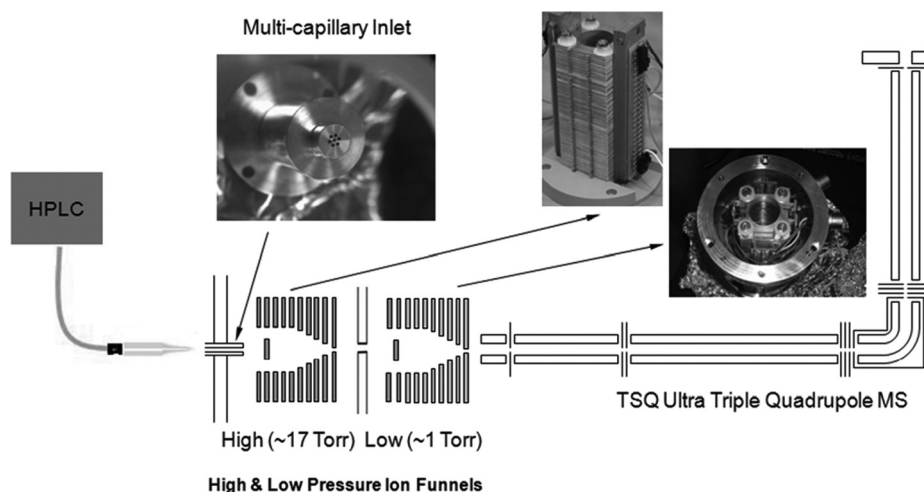 Multi-capillary Inlet
HPLC
TSQ Ultra Triple Quadrupole MS
High (~17 Torr) Low (~1 Torr)
High & Low Pressure Ion Funnels